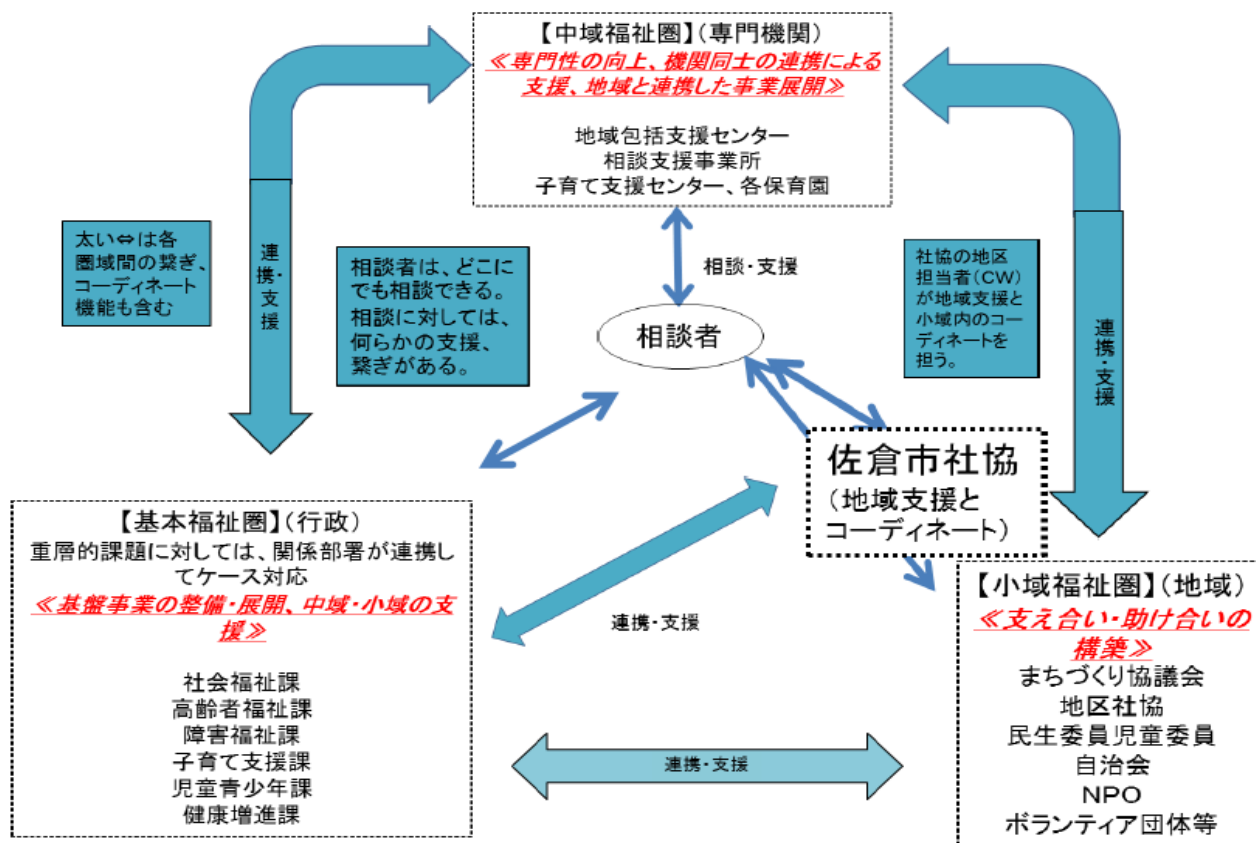 【中域福祉圏】(専門機関)
≪専門性の向上、機関同士の連携による
支援、地域と連携した事業展開≫
地域包括支援センター
相談支援事業所
子育て支援センター、各保育園
太い⇔は各
圏域間の繋ぎ、
コーディネート
機能も含む
連携・支援
相談者は、どこに
でも相談できる。
相談に対しては、
何らかの支援、
繋ぎがある。
相談・支援
相談者
社協の地区
担当者(CW)
が地域支援と
小域内のコー
ディネートを
担う。
連携・支援
佐倉市社協
(地域支援と
コーディネート)
【基本福祉圏】(行政)
重層的課題に対しては、関係部署が連携し
てケース対応
≪基盤事業の整備・展開、中域・小域の支
援≫
社会福祉課
高齢者福祉課
障害福祉課
子育て支援課
児童青少年課
健康増進課
連携・支援
連携・支援
【小域福祉圏】(地域)
≪支え合い・助け合いの
構築≫
まちづくり協議会
地区社協
民生委員児童委員
自治会
NPO
ボランティア団体等